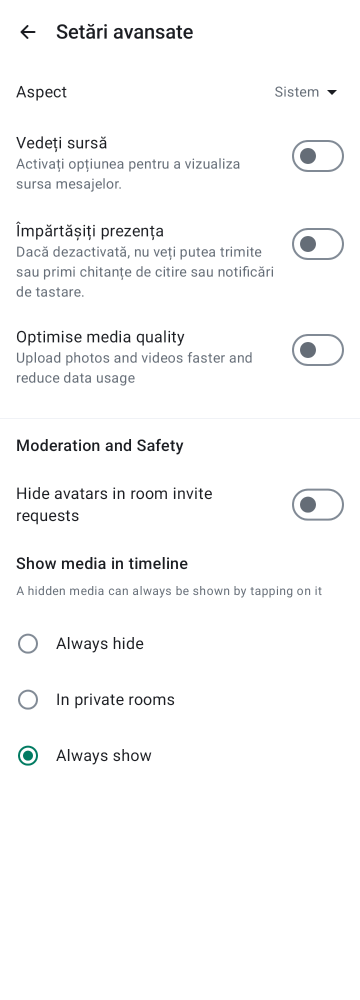 Setări avansate
Aspect
Sistem
Vedeți sursă
Activați opțiunea pentru a vizualiza
sursa mesajelor.
Împărtășiți prezența
Dacă dezactivată, nu veți putea trimite
sau primi chitanțe de citire sau notificări
de tastare.
Optimise media quality
Upload photos and videos faster and
reduce data usage
Moderation and Safety
Hide avatars in room invite
requests
Show media in timeline
A hidden media can always be shown by tapping on it
Always hide
In private rooms
Always show